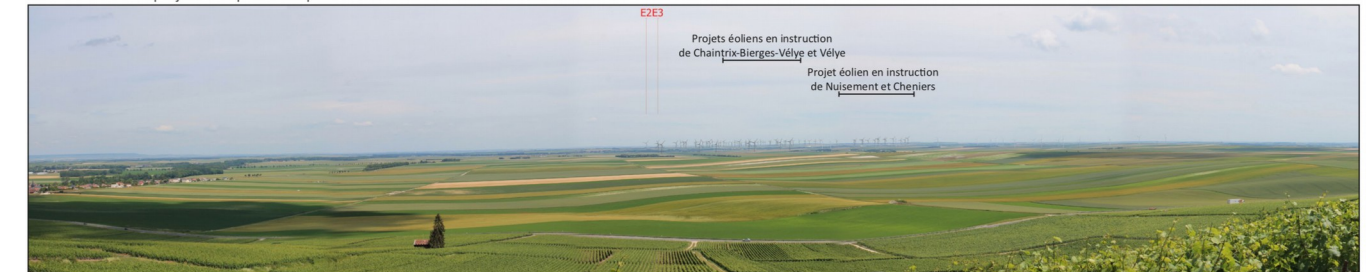 E2E3
Projets éoliens en instruction
de Chaintrix-Bierges-Vélye et Vélye
Projet éolien en instruction
de Nuisement et Cheniers